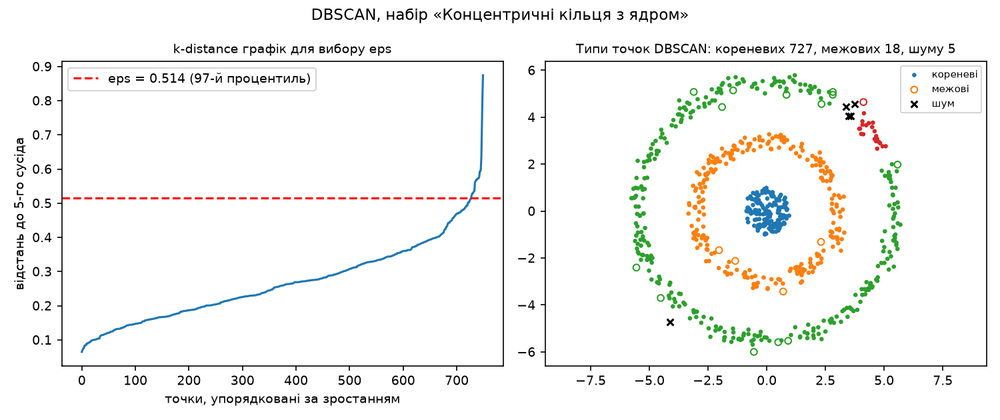 DBSCAN, набір «Концентричні кільця з ядром»
k-distance графік для вибору eps
eps = 0.514 (97-й процентиль)
відстань до 5-го сусіда
0.9
0.8
0.7
0.6
0.5
0.4
0.3
0.2
0.1
0 100 200 300 400 500 600 700
точки, упорядковані за зростанням
Типи точок DBSCAN: кореневих 727, межових 18, шуму 5
кореневі
межові
шум
6
4
2
0
−2
−4
−6
−7.5 −5.0 −2.5 0.0 2.5 5.0 7.5